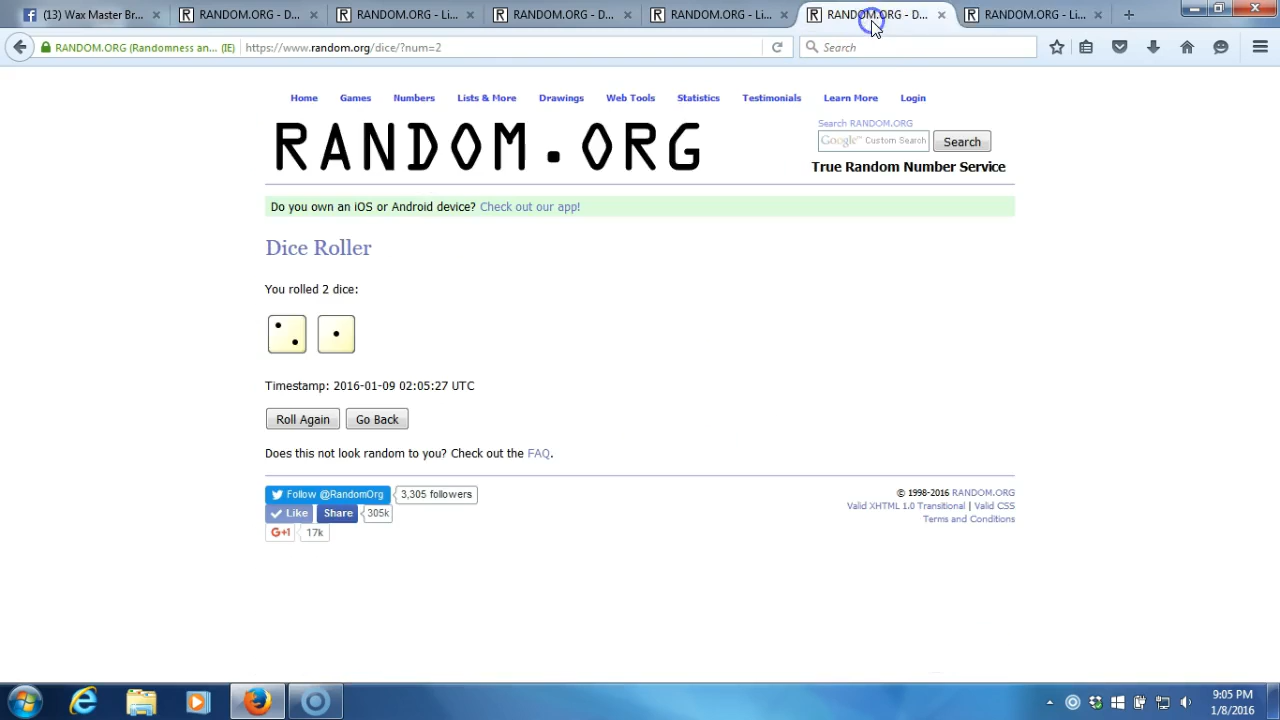 (13) Wax Master Br...
RANDOM.ORG - D...
RANDOM.ORG - Li...
RANDOM.ORG - D...
RANDOM.ORG - Li...
RANDOM.ORG - D...
RANDOM.ORG - Li...
RANDOM.ORG (Randomness an... (IE)
https://www.random.org/dice/?num=2
Search
Home Games Numbers Lists & More Drawings Web Tools Statistics Testimonials Learn More Login
RANDOM.ORG
Search RANDOM.ORG
Google™ Custom Search
Search
True Random Number Service
Do you own an iOS or Android device? Check out our app!
Dice Roller
You rolled 2 dice:
Timestamp: 2016-01-09 02:05:27 UTC
Roll Again Go Back
Does this not look random to you? Check out the FAQ.
Follow @RandomOrg 3,305 followers
Like Share 305k
G+1 17k
© 1998-2016 RANDOM.ORG
Valid XHTML 1.0 Transitional | Valid CSS
Terms and Conditions
9:05 PM
1/8/2016